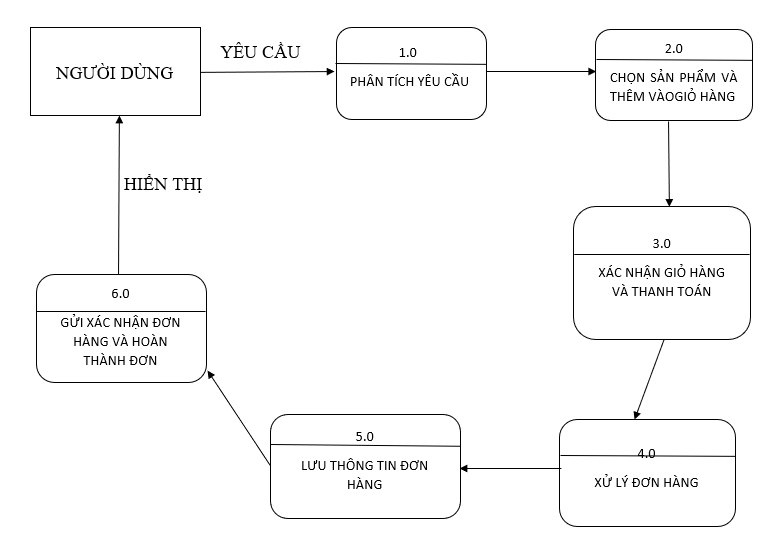 NGƯỜI DÙNG
YÊU CẦU
1.0
PHÂN TÍCH YÊU CẦU
2.0
CHỌN SẢN PHẨM VÀ
THÊM VÀOGIỎ HÀNG
3.0
XÁC NHẬN GIỎ HÀNG
VÀ THANH TOÁN
4.0
XỬ LÝ ĐƠN HÀNG
5.0
LƯU THÔNG TIN ĐƠN
HÀNG
6.0
GỬI XÁC NHẬN ĐƠN
HÀNG VÀ HOÀN
THÀNH ĐƠN
HIỂN THỊ